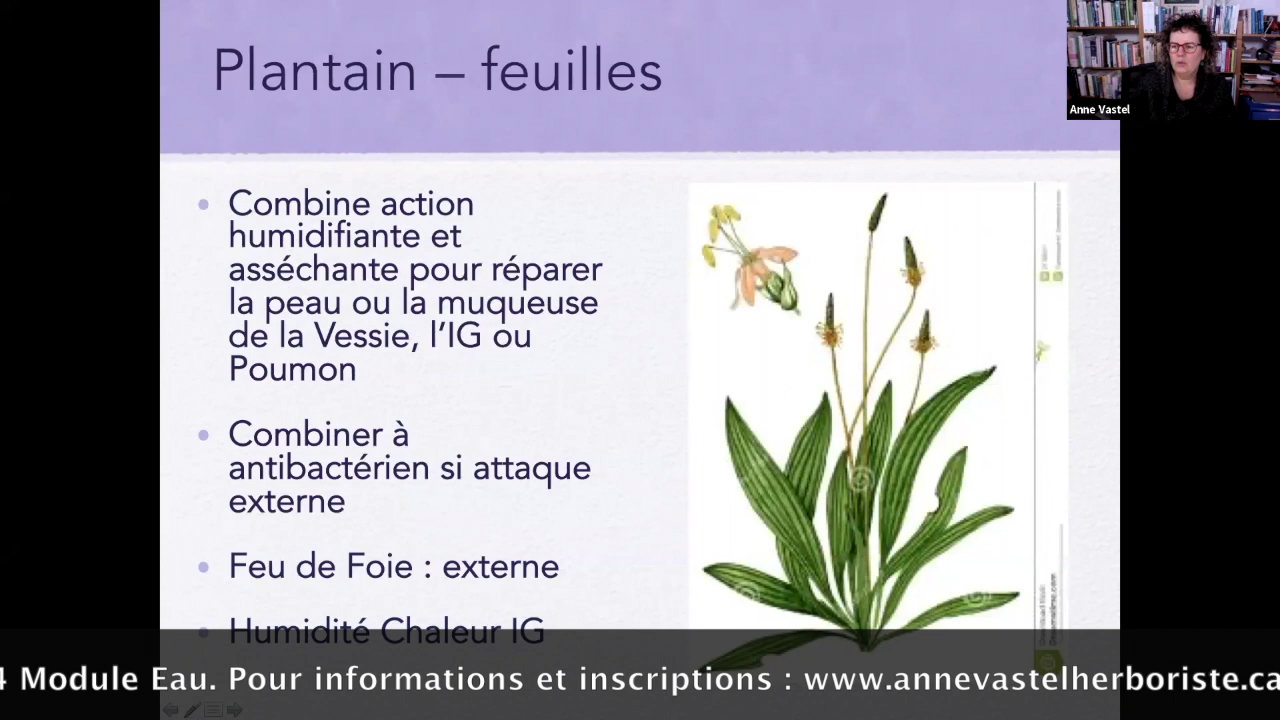 Plantain – feuilles
Anne Vastel
Combine action
humidifiante et
asséchante pour réparer
la peau ou la muqueuse
de la Vessie, l’IG ou
Poumon
Combiner à
antibactérien si attaque
externe
Feu de Foie : externe
Humidité Chaleur IG
4 Module Eau. Pour informations et inscriptions : www.annevastelherboriste.ca